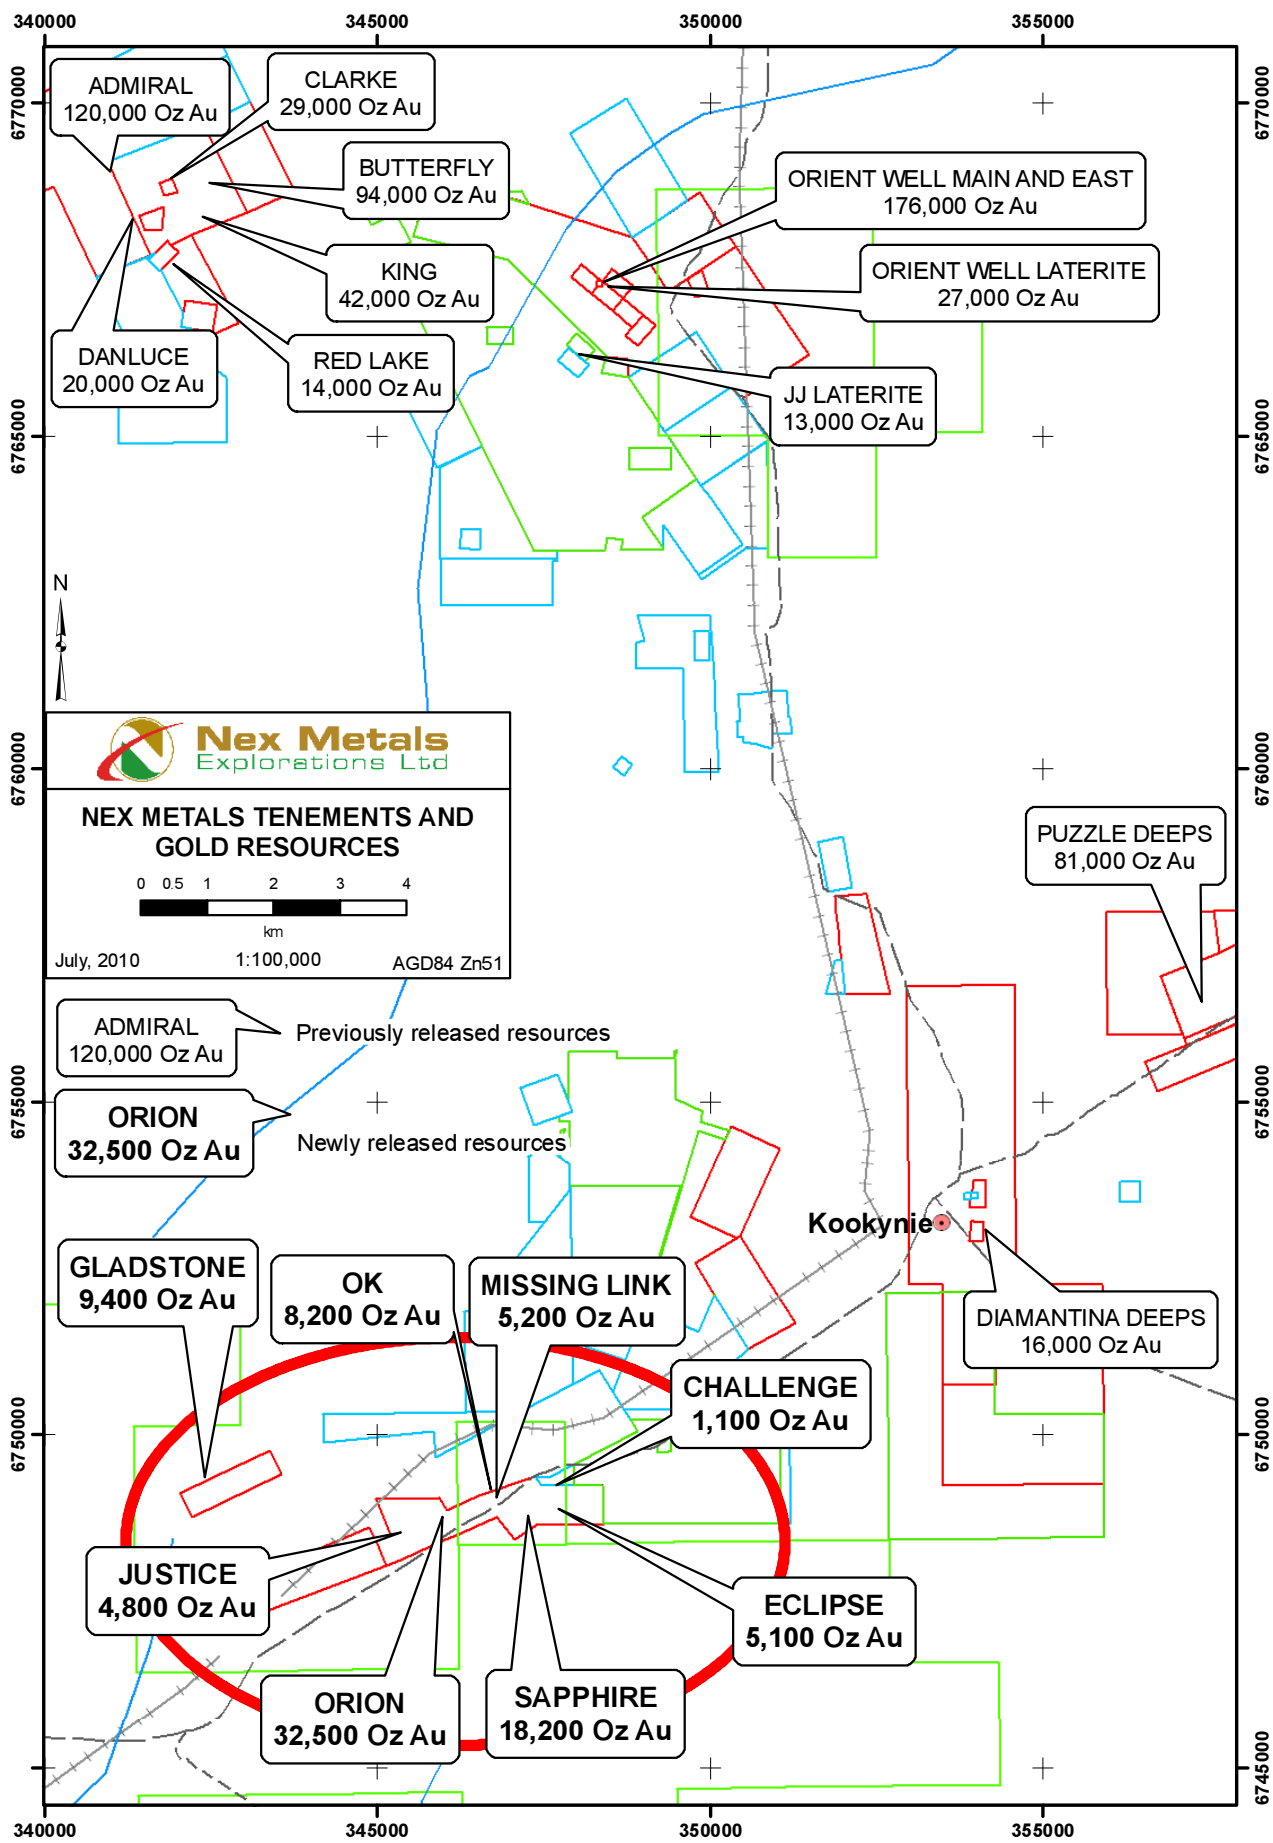 340000
345000
350000
355000
6770000
6770000
ADMIRAL
120,000 Oz Au
CLARKE
29,000 Oz Au
BUTTERFLY
94,000 Oz Au
ORIENT WELL MAIN AND EAST
176,000 Oz Au
KING
42,000 Oz Au
ORIENT WELL LATERITE
27,000 Oz Au
DANLUCE
20,000 Oz Au
RED LAKE
14,000 Oz Au
JJ LATERITE
13,000 Oz Au
6765000
6765000
N
Nex Metals
Explorations Ltd
6760000
6760000
NEX METALS TENEMENTS AND
GOLD RESOURCES
0 0.5 1 2 3 4
km
July, 2010 1:100,000 AGD84 Zn51
PUZZLE DEEPS
81,000 Oz Au
ADMIRAL
120,000 Oz Au
Previously released resources
6755000
6755000
ORION
32,500 Oz Au
Newly released resources
Kookynie
GLADSTONE
9,400 Oz Au
OK
8,200 Oz Au
MISSING LINK
5,200 Oz Au
DIAMANTINA DEEPS
16,000 Oz Au
CHALLENGE
1,100 Oz Au
6750000
6750000
JUSTICE
4,800 Oz Au
ECLIPSE
5,100 Oz Au
ORION
32,500 Oz Au
SAPPHIRE
18,200 Oz Au
6745000
6745000
340000
345000
350000
355000